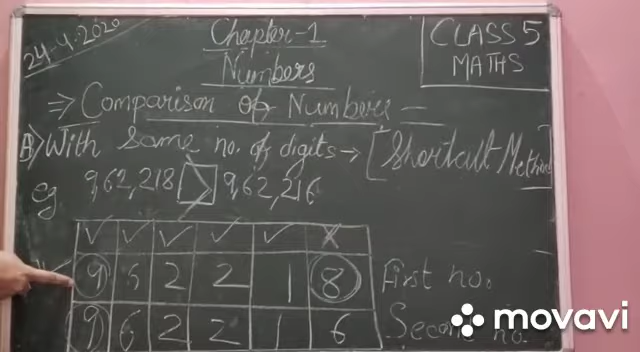 24-4-2020
Chapter-1
Numbers
CLASS 5
MATHS
⇒ Comparison of Numbers -
A) With same no. of digits → [Shortcut Method]
eg 9,62,218 > 9,62,216
✓ ✓ ✓ ✓ ✓ X
9 6 2 2 1 8 First no.
9 6 2 2 1 6 Second no.
movavi